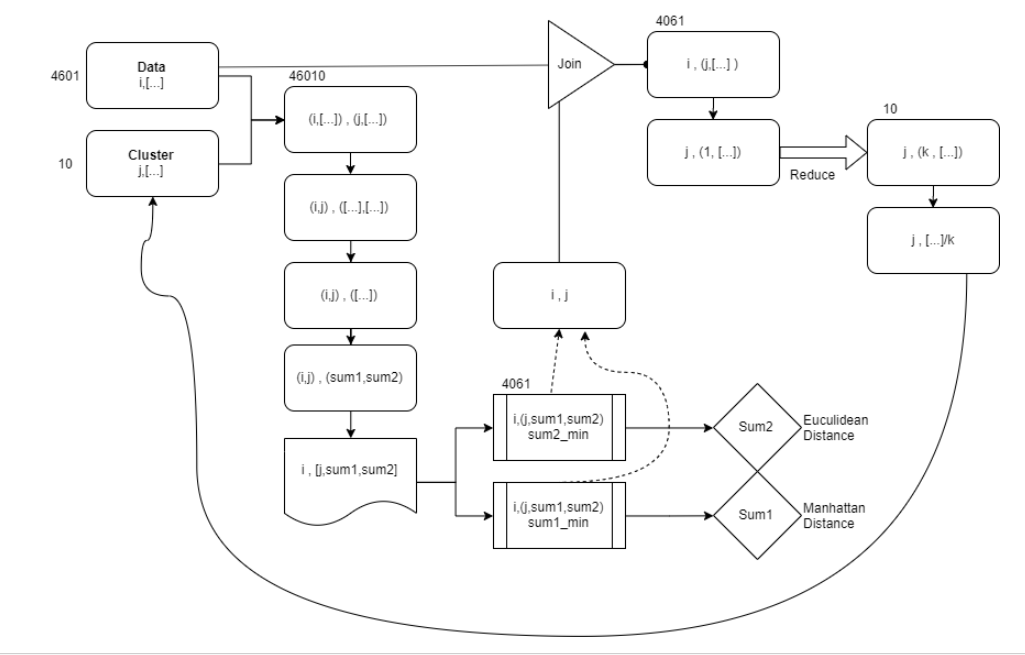 4061
4601
Data
i,[...]
46010
Join
i , (j,[...] )
(i,[...]) , (j,[...])
10
10
Cluster
j,[...]
j , (1, [...])
Reduce
j , (k , [...])
(i,j) , ([...],[...])
j , [...]/k
(i,j) , ([...])
i , j
(i,j) , (sum1,sum2)
4061
i,(j,sum1,sum2)
sum2_min
Sum2
Euculidean
Distance
i , [j,sum1,sum2]
i,(j,sum1,sum2)
sum1_min
Sum1
Manhattan
Distance